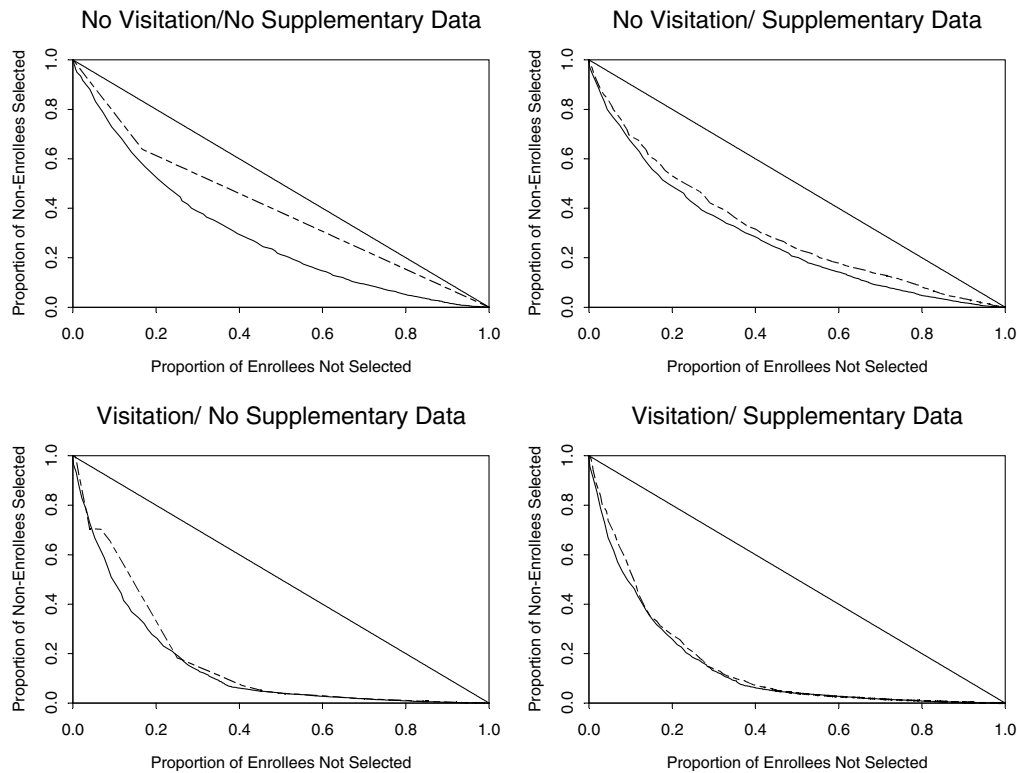 No Visitation/No Supplementary Data
Proportion of Non-Enrollees Selected
1.0
0.8
0.6
0.4
0.2
0.0
0.0 0.2 0.4 0.6 0.8 1.0
Proportion of Enrollees Not Selected
No Visitation/ Supplementary Data
Proportion of Non-Enrollees Selected
1.0
0.8
0.6
0.4
0.2
0.0
0.0 0.2 0.4 0.6 0.8 1.0
Proportion of Enrollees Not Selected
Visitation/ No Supplementary Data
Proportion of Non-Enrollees Selected
1.0
0.8
0.6
0.4
0.2
0.0
0.0 0.2 0.4 0.6 0.8 1.0
Proportion of Enrollees Not Selected
Visitation/ Supplementary Data
Proportion of Non-Enrollees Selected
1.0
0.8
0.6
0.4
0.2
0.0
0.0 0.2 0.4 0.6 0.8 1.0
Proportion of Enrollees Not Selected